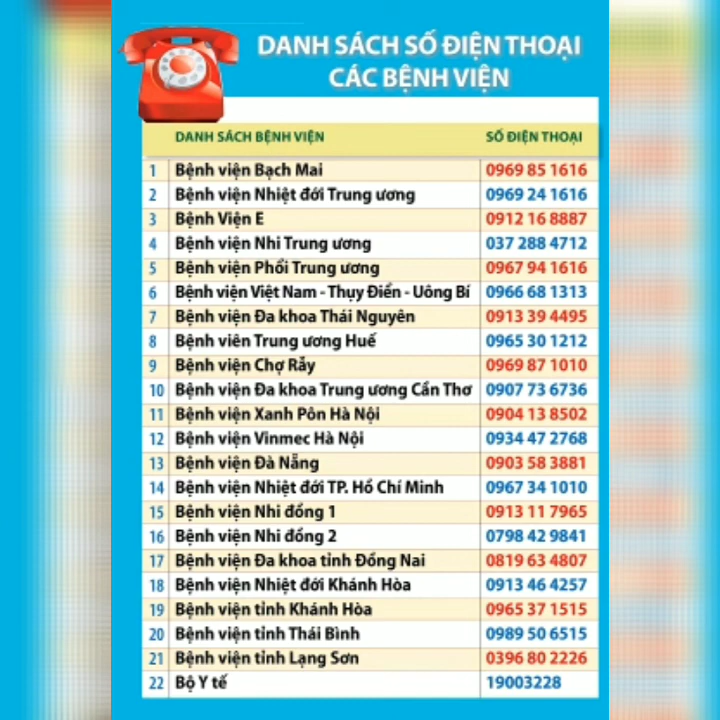 DANH SÁCH SỐ ĐIỆN THOẠI
CÁC BỆNH VIỆN
DANH SÁCH BỆNH VIỆN SỐ ĐIỆN THOẠI
1 Bệnh viện Bạch Mai 0969 85 1616
2 Bệnh viện Nhiệt đới Trung ương 0969 24 1616
3 Bệnh Viện E 0912 16 8887
4 Bệnh viện Nhi Trung ương 037 288 4712
5 Bệnh viện Phổi Trung ương 0967 94 1616
6 Bệnh viện Việt Nam - Thụy Điển - Uông Bí 0966 68 1313
7 Bệnh viện Đa khoa Thái Nguyên 0913 39 4495
8 Bệnh viên Trung ương Huế 0965 30 1212
9 Bệnh viên Chợ Rẫy 0969 87 1010
10 Bệnh viên Đa khoa Trung ương Cần Thơ 0907 73 6736
11 Bệnh viện Xanh Pôn Hà Nội 0904 13 8502
12 Bệnh viện Vinmec Hà Nội 0934 47 2768
13 Bệnh viện Đà Nẵng 0903 58 3881
14 Bệnh viện Nhiệt đới TP. Hồ Chí Minh 0967 34 1010
15 Bệnh viện Nhi đồng 1 0913 11 7965
16 Bệnh viện Nhi đồng 2 0798 42 9841
17 Bệnh viện Đa khoa tỉnh Đồng Nai 0819 63 4807
18 Bệnh viện Nhiệt đới Khánh Hòa 0913 46 4257
19 Bệnh viện tỉnh Khánh Hòa 0965 37 1515
20 Bệnh viện tỉnh Thái Bình 0989 50 6515
21 Bệnh viện tỉnh Lạng Sơn 0396 80 2226
22 Bộ Y tế 19003228